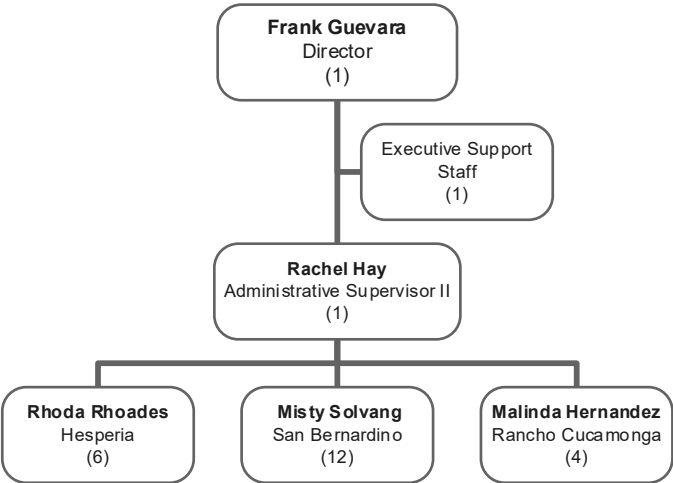 Frank Guevara
Director
(1)
Executive Support
Staff
(1)
Rachel Hay
Administrative Supervisor II
(1)
Rhoda Rhoades
Hesperia
(6)
Misty Solvang
San Bernardino
(12)
Malinda Hernandez
Rancho Cucamonga
(4)